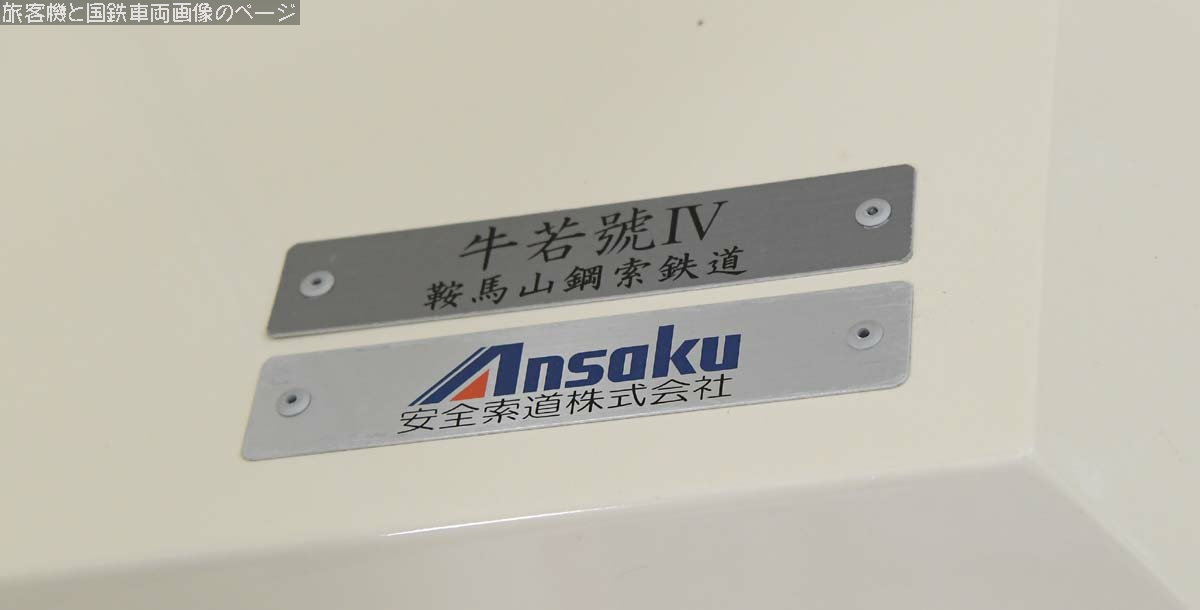 旅客機と国鉄車両画像のページ
牛若號IV
鞍馬山鋼索鉄道
Ansaku
安全索道株式会社